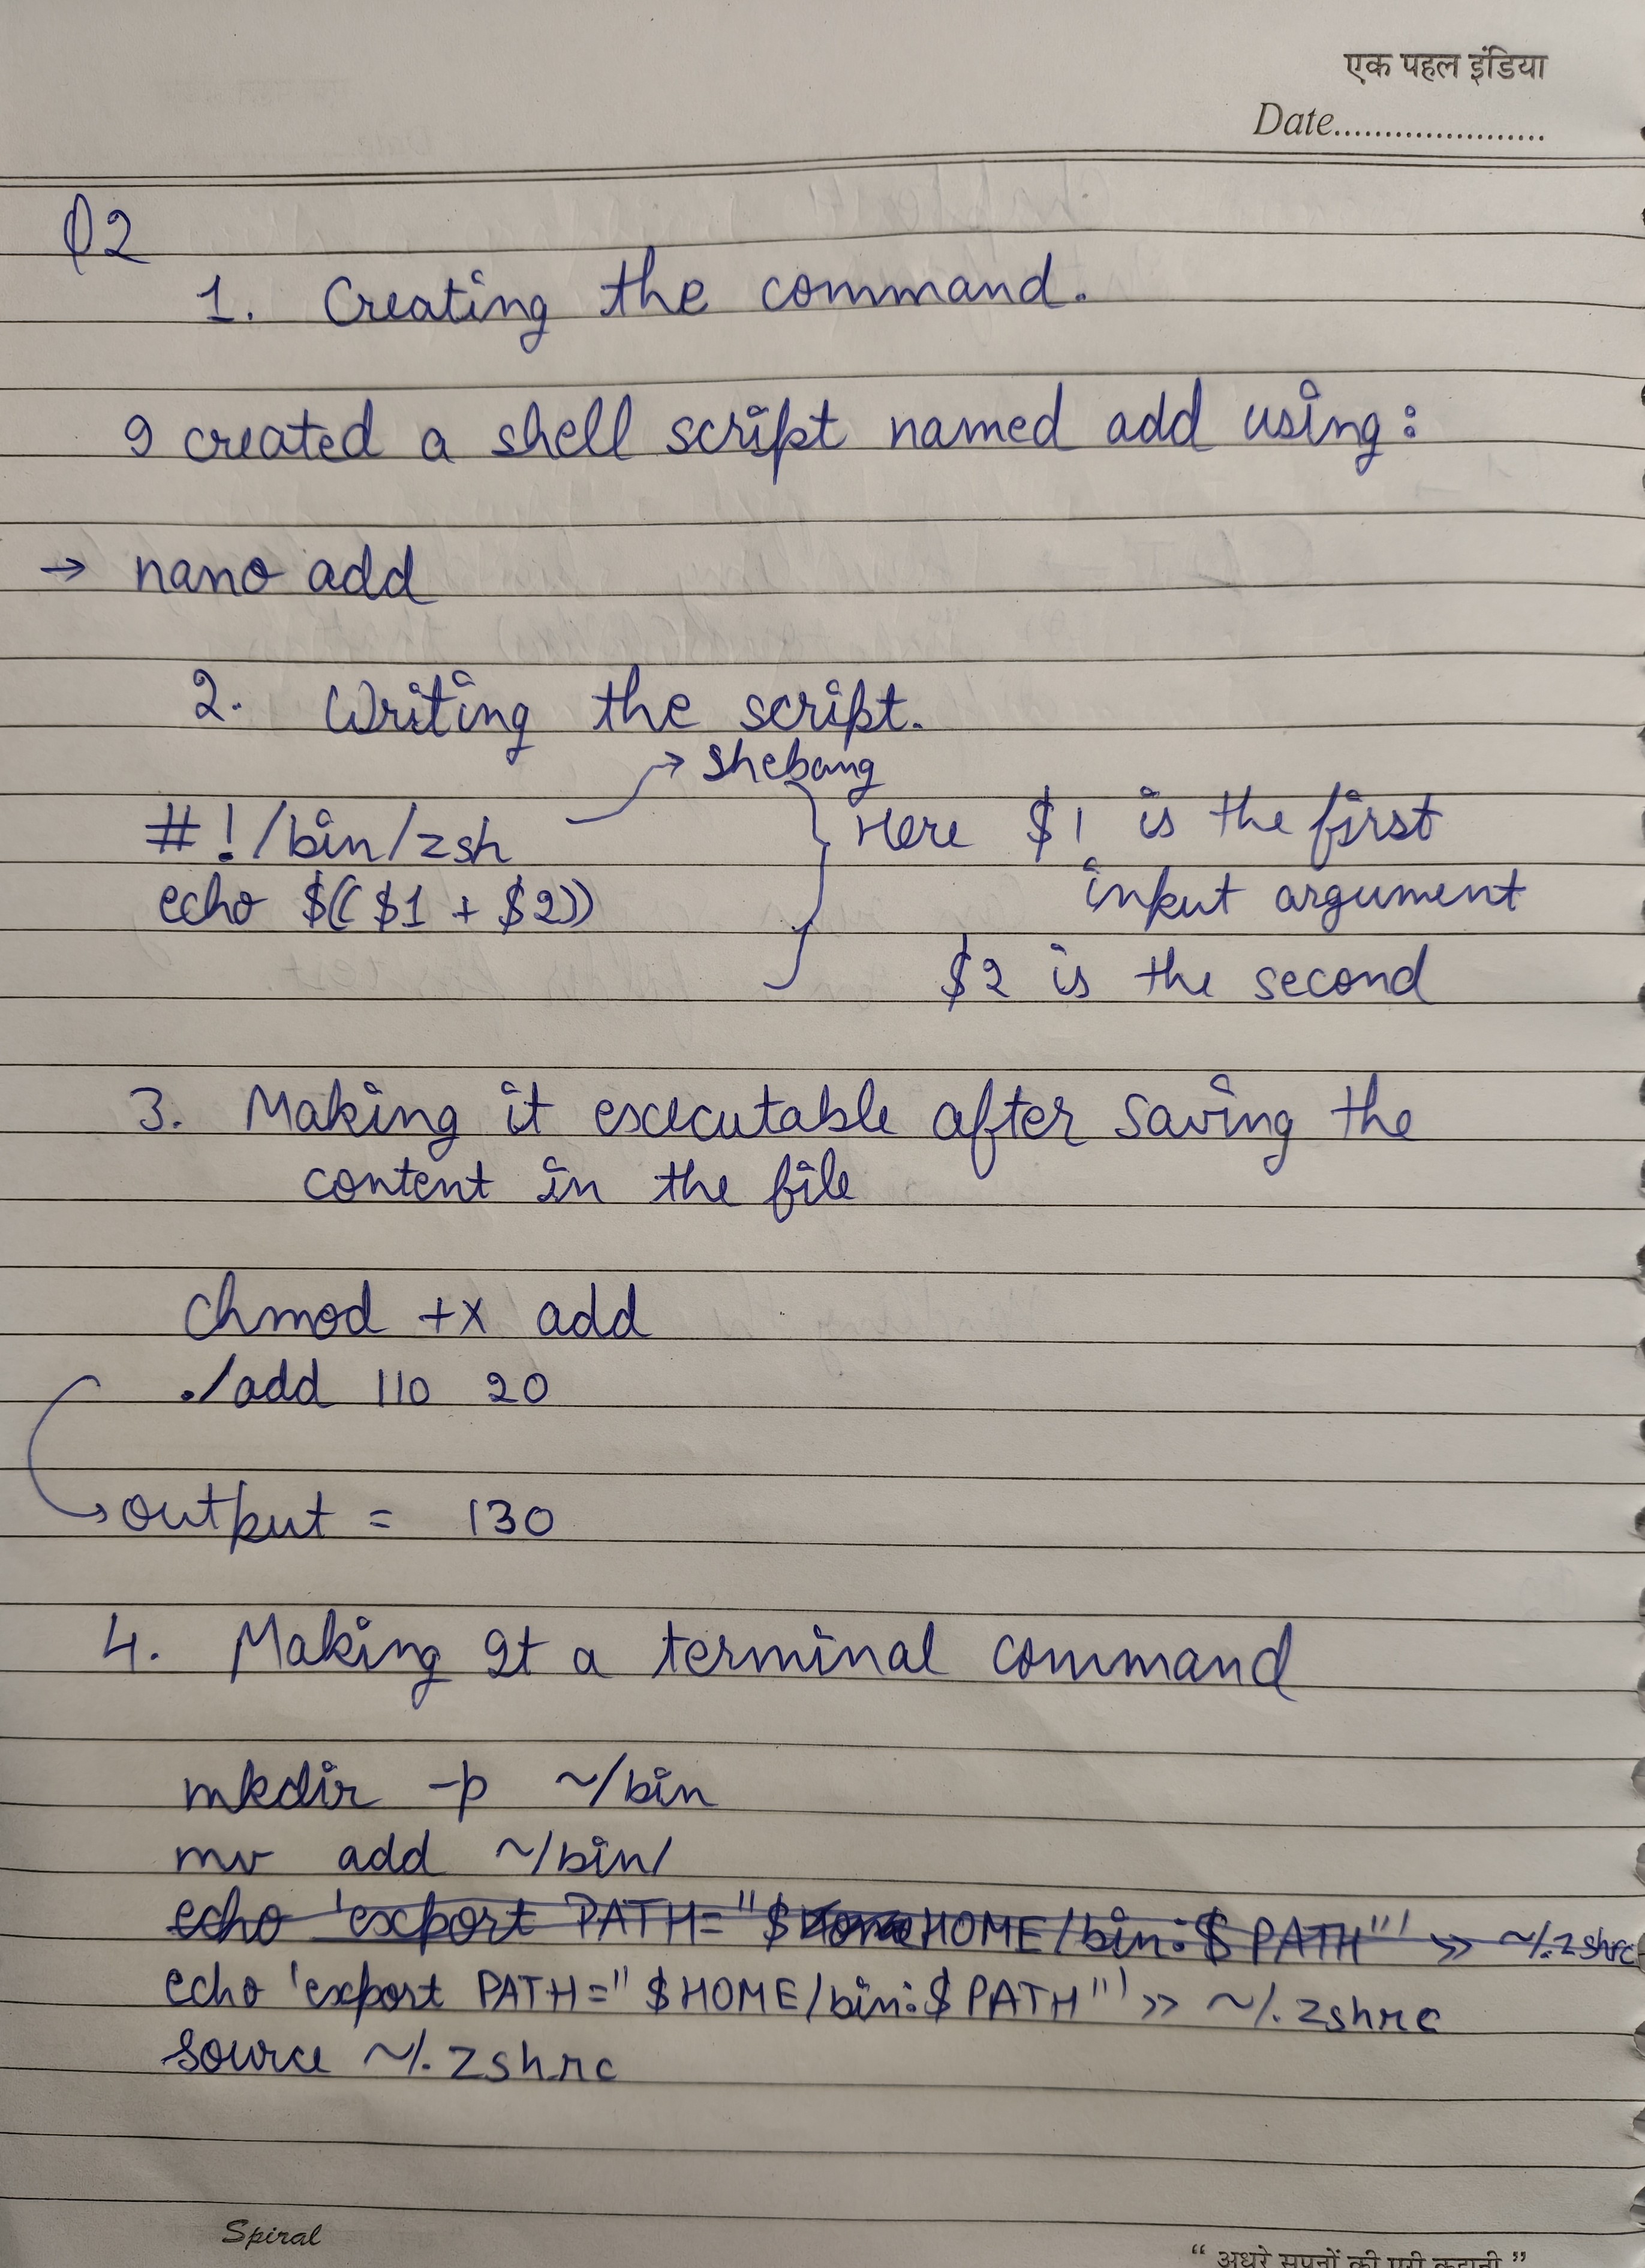 एक पहल इंडिया
Date......................
Q2
1. Creating the command.
I created a shell script named add using:
→ nano add
2. Writing the script.
→ shebang
#!/bin/zsh
echo $(($1 + $2))
Here $1 is the first
input argument
$2 is the second
3. Making it executable after saving the
content in the file
chmod +x add
./add 110 20
→ output = 130
4. Making It a terminal command
mkdir -p ~/bin
mv add ~/bin/
echo 'export PATH="$HOME/bin:$PATH"' >> ~/.zshrc
echo 'export PATH="$HOME/bin:$PATH"' >> ~/.zshrc
source ~/.zshrc
Spiral
“ अधूरे सपनों की पूरी कहानी ”